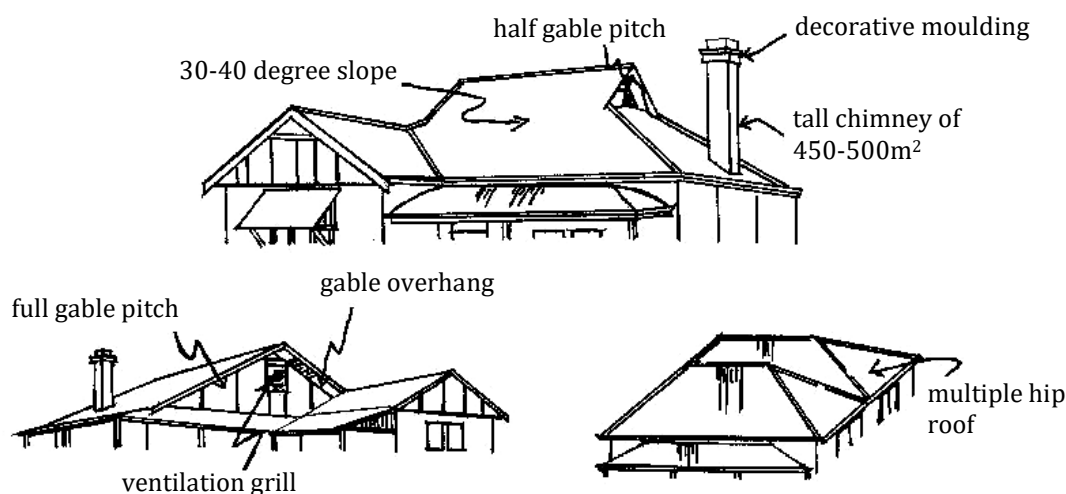 half gable pitch
decorative moulding
30-40 degree slope
tall chimney of
450-500m²
gable overhang
full gable pitch
multiple hip
roof
ventilation grill